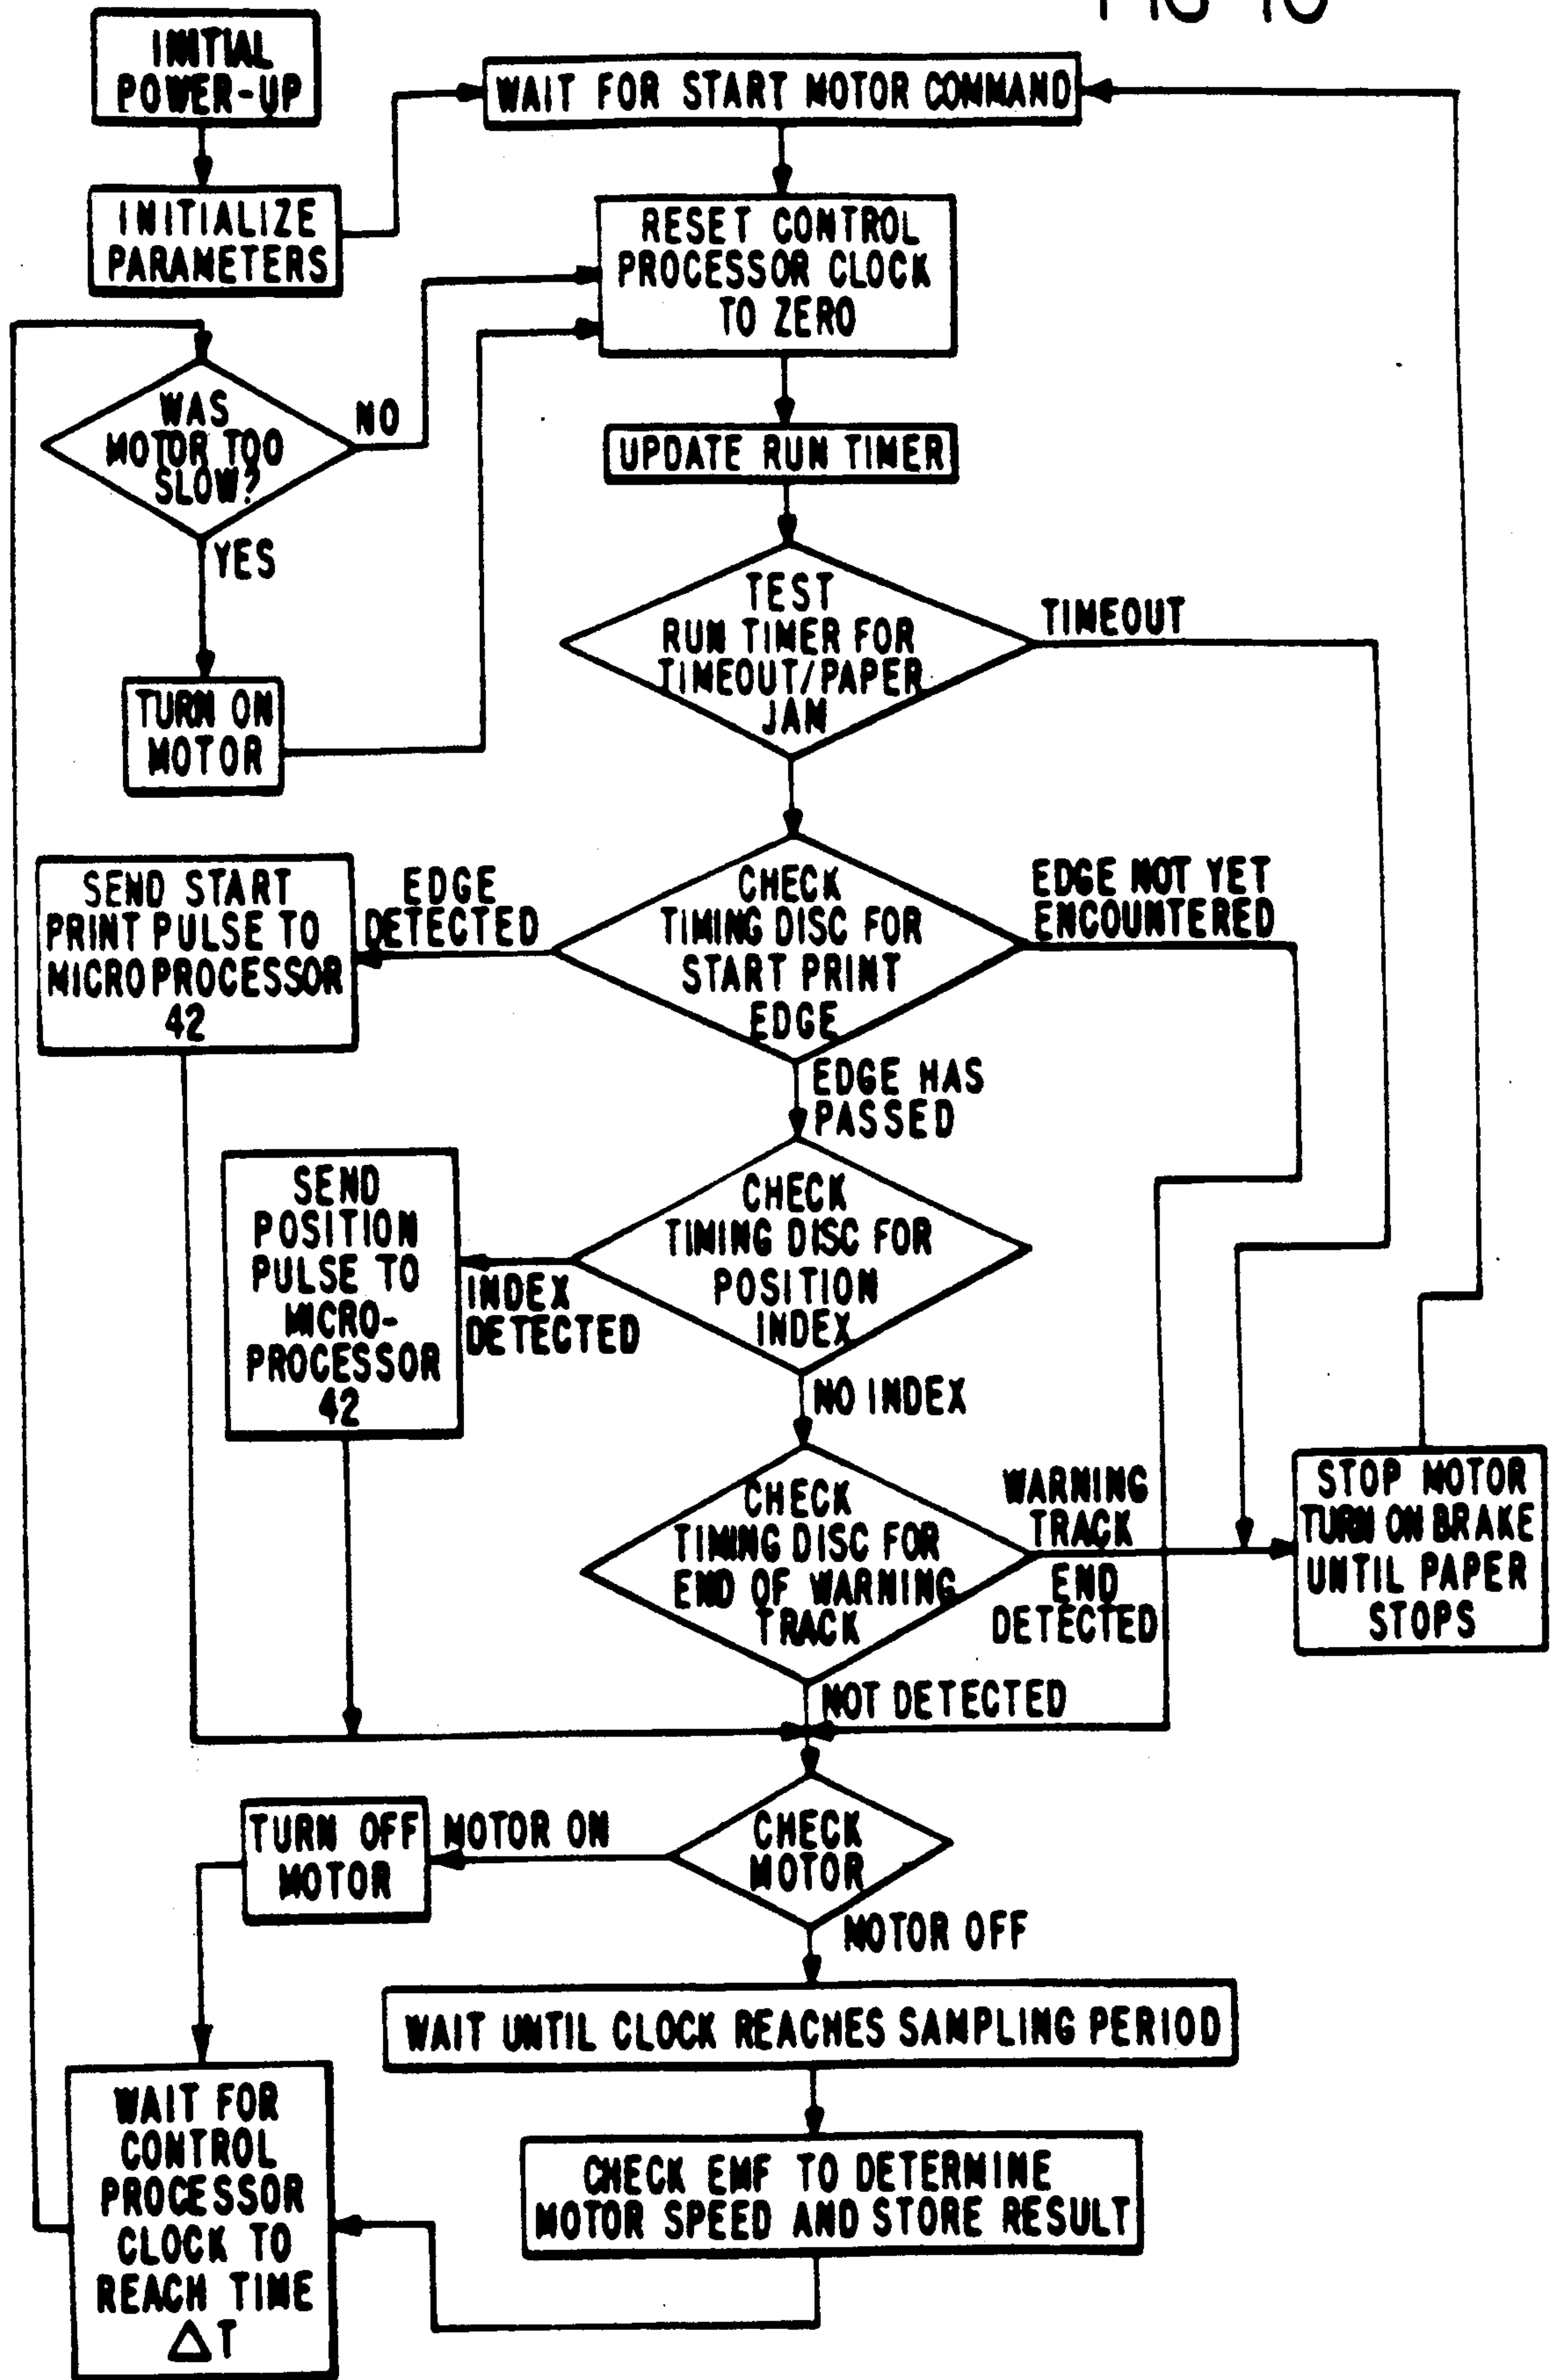 FIG 10
INITIAL
POWER-UP
WAIT FOR START MOTOR COMMAND
INITIALIZE
PARAMETERS
RESET CONTROL
PROCESSOR CLOCK
TO ZERO
WAS
MOTOR TOO
SLOW?
NO
YES
UPDATE RUN TIMER
TEST
RUN TIMER FOR
TIMEOUT/PAPER
JAM
TIMEOUT
TURN ON
MOTOR
SEND START
PRINT PULSE TO
MICROPROCESSOR
42
EDGE
DETECTED
CHECK
TIMING DISC FOR
START PRINT
EDGE
EDGE NOT YET
ENCOUNTERED
EDGE HAS
PASSED
SEND
POSITION
PULSE TO
MICRO-
PROCESSOR
42
INDEX
DETECTED
CHECK
TIMING DISC FOR
POSITION
INDEX
NO INDEX
CHECK
TIMING DISC FOR
END OF WARNING
TRACK
WARNING
TRACK
END
DETECTED
STOP MOTOR
TURN ON BRAKE
UNTIL PAPER
STOPS
NOT DETECTED
TURN OFF
MOTOR
MOTOR ON
CHECK
MOTOR
MOTOR OFF
WAIT UNTIL CLOCK REACHES SAMPLING PERIOD
WAIT FOR
CONTROL
PROCESSOR
CLOCK TO
REACH TIME
△T
CHECK EMF TO DETERMINE
MOTOR SPEED AND STORE RESULT